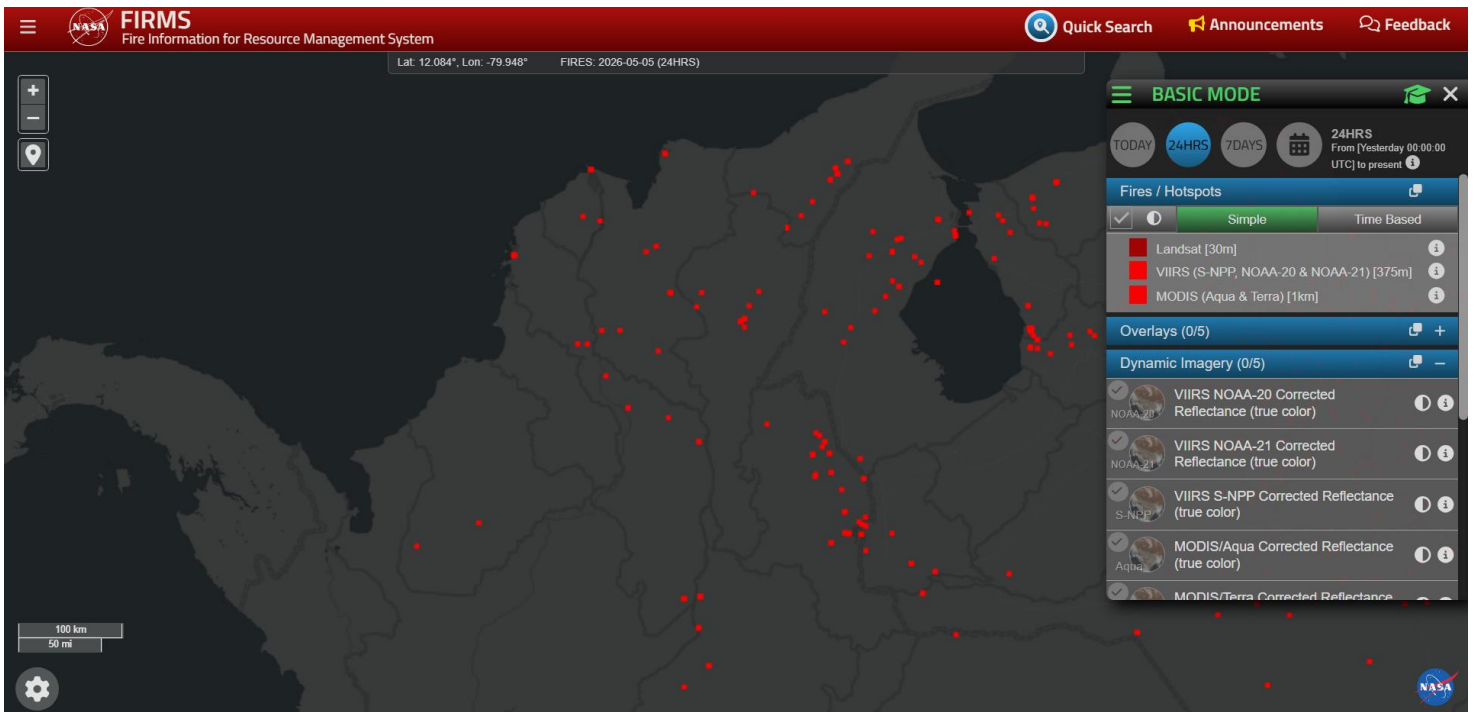 NASA
FIRMS
Fire Information for Resource Management System
Quick Search
Announcements
Feedback
Lat: 12.084°, Lon: -79.948°
FIRES: 2026-05-05 (24HRS)
+
−
BASIC MODE
TODAY
24HRS
7DAYS
24HRS
From [Yesterday 00:00:00
UTC] to present
Fires / Hotspots
Simple
Time Based
Landsat [30m]
VIIRS (S-NPP, NOAA-20 & NOAA-21) [375m]
MODIS (Aqua & Terra) [1km]
Overlays (0/5)
Dynamic Imagery (0/5)
NOAA-20
VIIRS NOAA-20 Corrected
Reflectance (true color)
NOAA-21
VIIRS NOAA-21 Corrected
Reflectance (true color)
S-NPP
VIIRS S-NPP Corrected Reflectance
(true color)
Aqua
MODIS/Aqua Corrected Reflectance
(true color)
MODIS/Terra Corrected Reflectance
100 km
50 mi
NASA